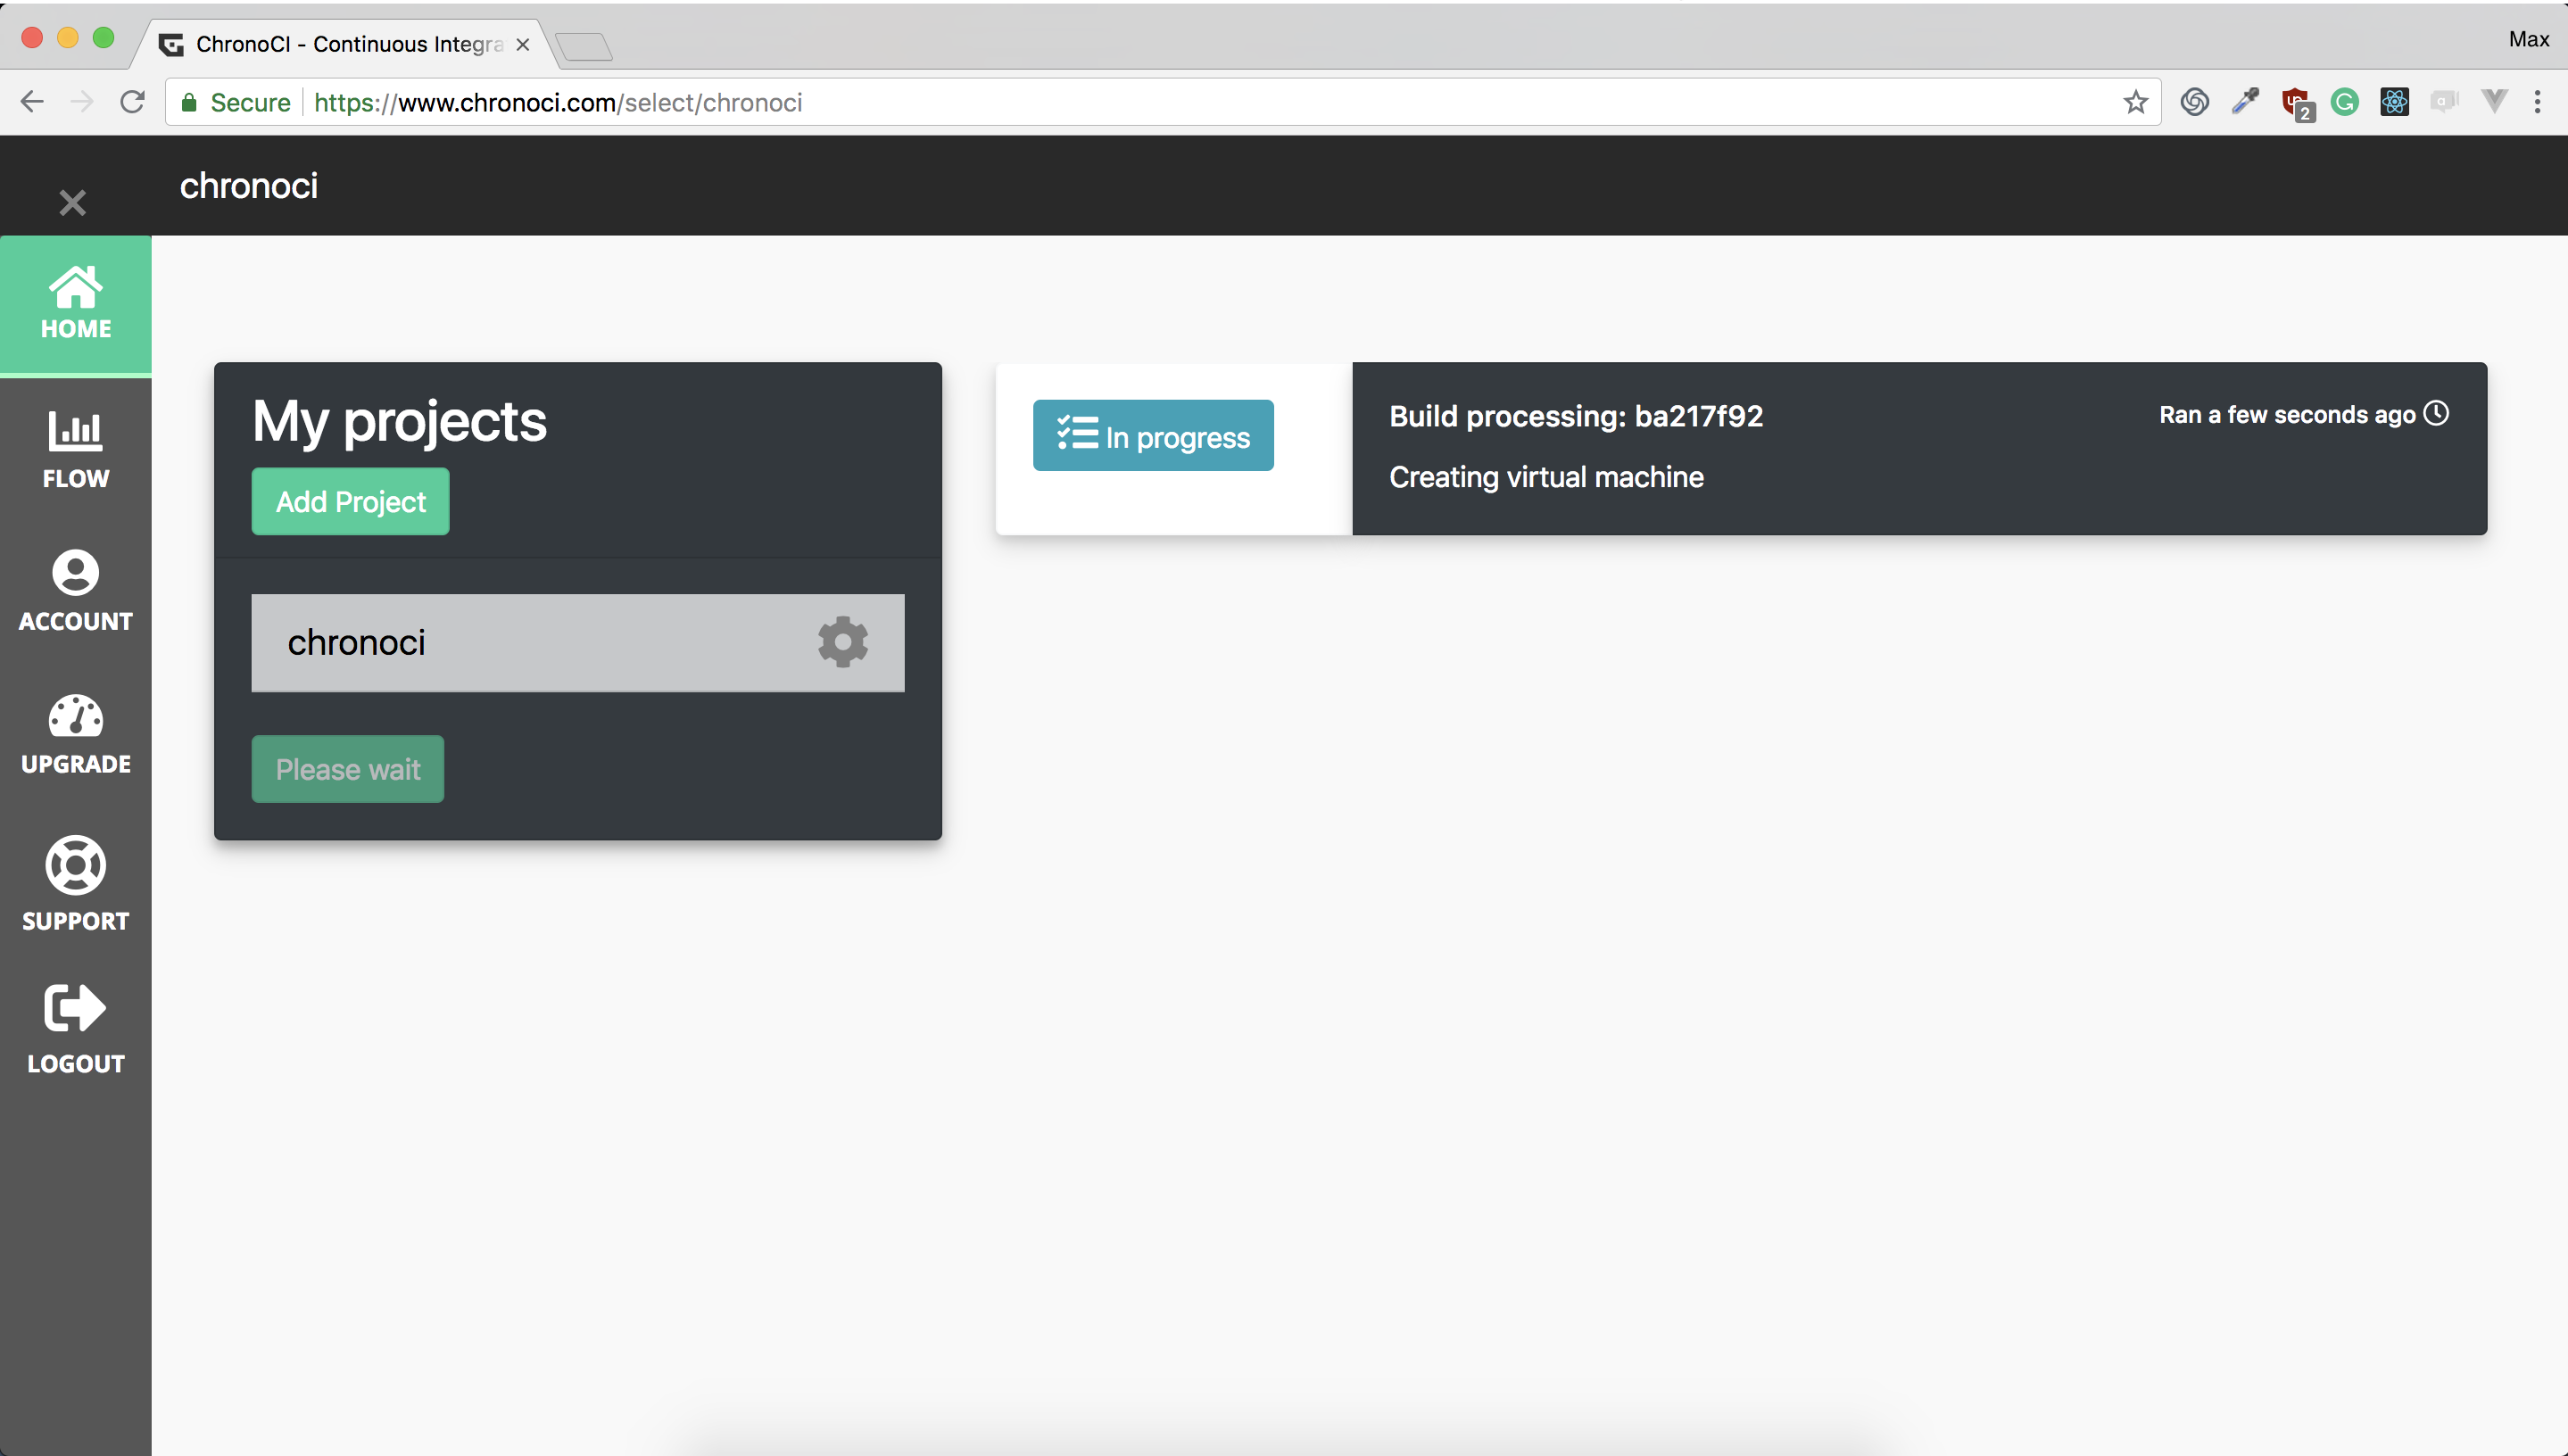 ChronoCI - Continuous Integra
Max
Secure
https://www.chronoci.com/select/chronoci
2
chronoci
HOME
FLOW
ACCOUNT
UPGRADE
SUPPORT
LOGOUT
My projects
Add Project
chronoci
Please wait
In progress
Build processing: ba217f92
Ran a few seconds ago
Creating virtual machine